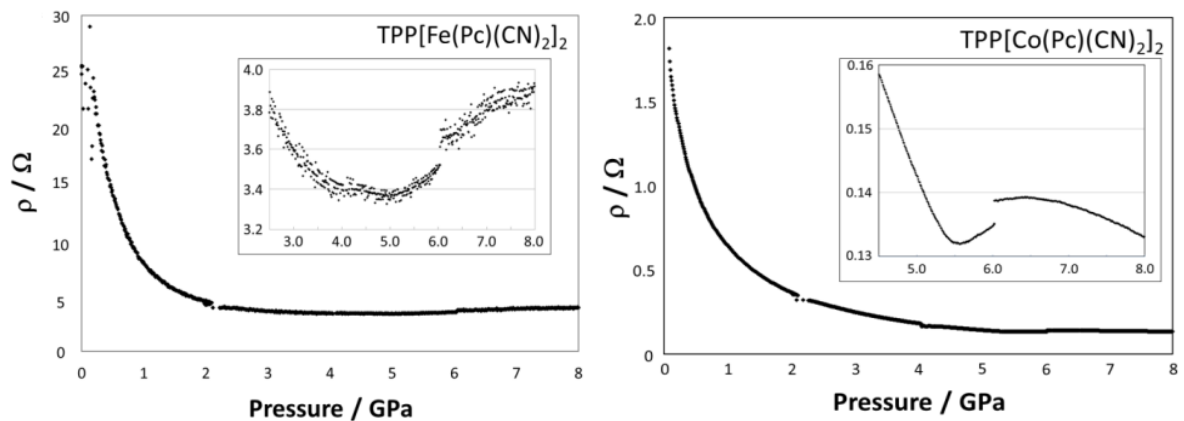 TPP[Fe(Pc)(CN)₂]₂
30
25
20
15
10
5
0
ρ / Ω
4.0
3.8
3.6
3.4
3.2
3.0 4.0 5.0 6.0 7.0 8.0
0 1 2 3 4 5 6 7 8
Pressure / GPa
TPP[Co(Pc)(CN)₂]₂
2.0
1.5
1.0
0.5
0.0
ρ / Ω
0.16
0.15
0.14
0.13
5.0 6.0 7.0 8.0
0 1 2 3 4 5 6 7 8
Pressure / GPa